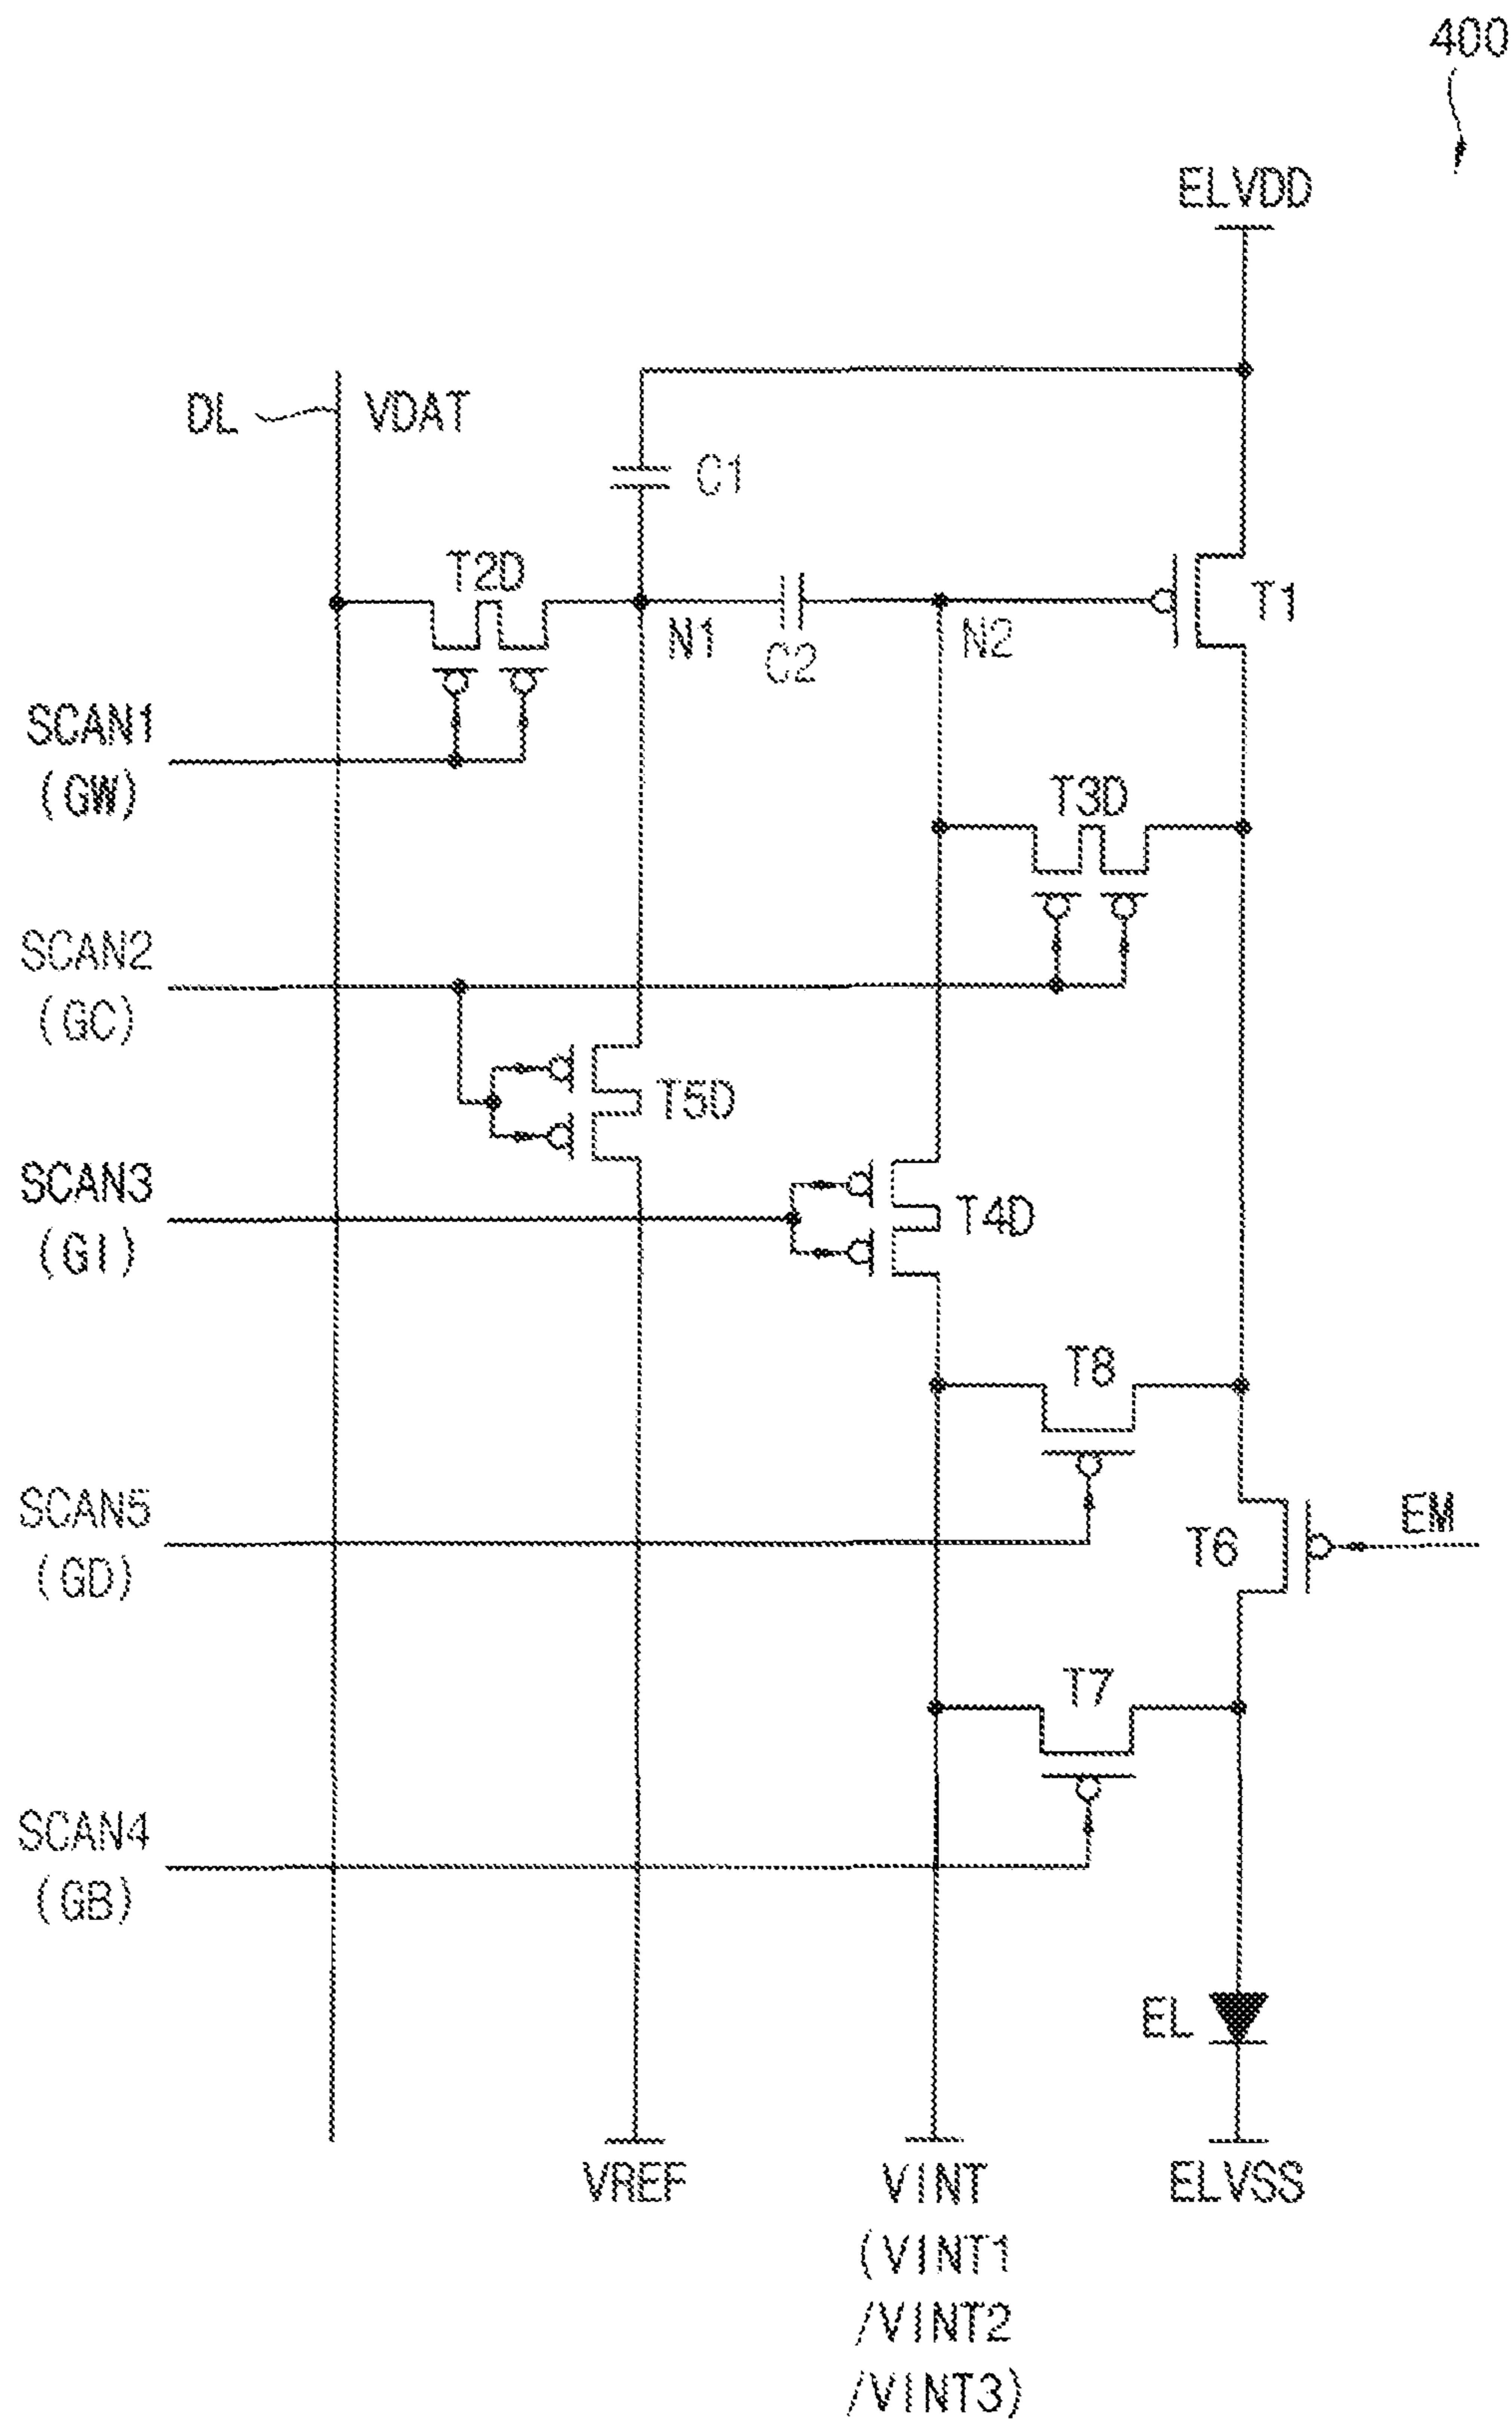 400
ELVDD
DL
VDAT
C1
T2D
T1
N1
C2
N2
SCAN1
(GW)
T3D
SCAN2
(GC)
T5D
SCAN3
(GI)
T4D
T8
SCAN5
(GD)
T6
EM
T7
SCAN4
(GB)
EL
VREF
VINT
(VINT1
/VINT2
/VINT3)
ELVSS